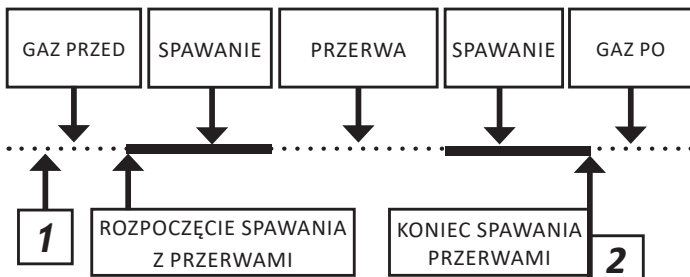 GAZ PRZED
SPAWANIE
PRZERWA
SPAWANIE
GAZ PO
1
ROZPOCZĘCIE SPAWANIA
Z PRZERWAMI
KONIEC SPAWANIA
PRZERWAMI
2